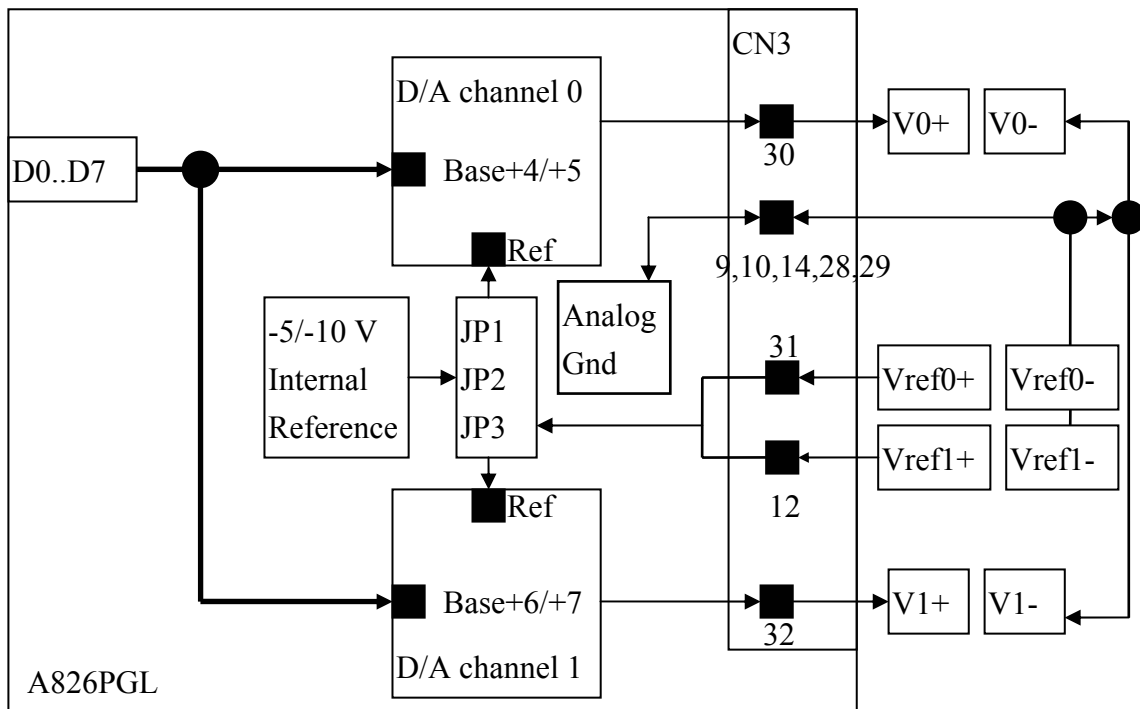 CN3
D/A channel 0
D0..D7
Base+4/+5
30
V0+
V0-
Ref
9,10,14,28,29
-5/-10 V
Internal
Reference
JP1
JP2
JP3
Analog
Gnd
31
Vref0+
Vref0-
Vref1+
Vref1-
12
Ref
Base+6/+7
32
V1+
V1-
D/A channel 1
A826PGL